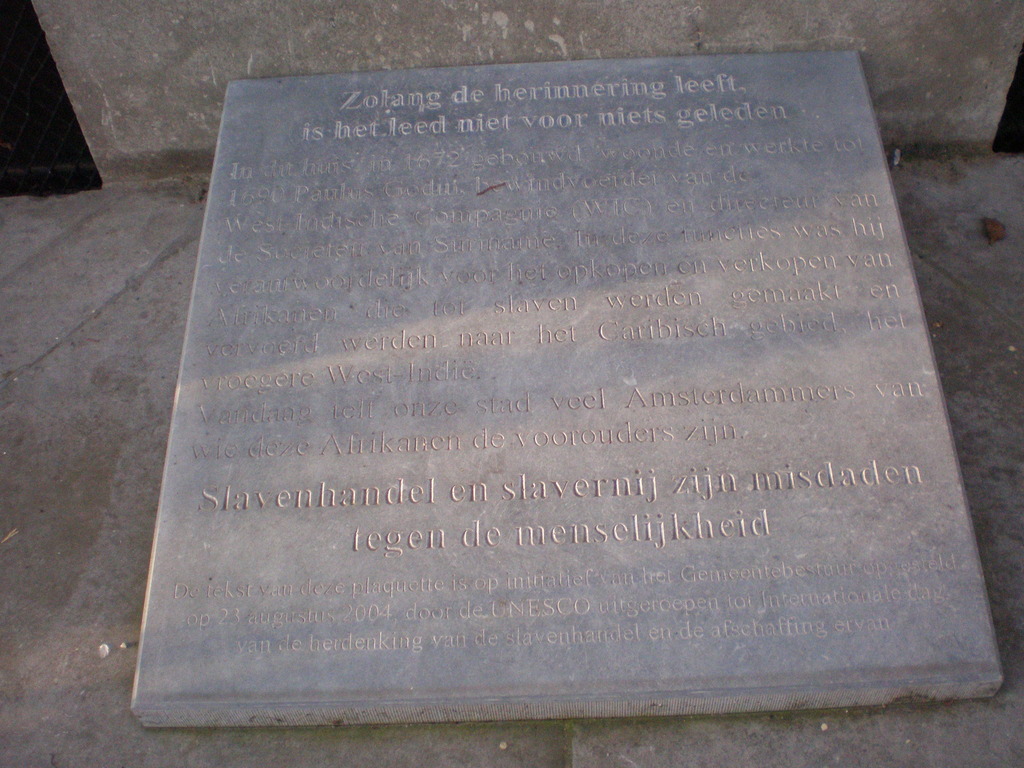 Zolang de herinnering leeft,
is het leed niet voor niets geleden
In dit huis, in 1672 gebouwd, woonde en werkte tot
1690 Paulus Godin, bewindvoerder van de
West-Indische Compagnie (WIC) en directeur van
de Societeit van Suriname. In deze functies was hij
verantwoordelijk voor het opkopen en verkopen van
Afrikanen die tot slaven werden gemaakt en
vervoerd werden naar het Caribisch gebied, het
vroegere West-Indië.
Vandaag telt onze stad veel Amsterdammers van
wie deze Afrikanen de voorouders zijn.
Slavenhandel en slavernij zijn misdaden
tegen de menselijkheid
De tekst van deze plaquette is op initiatief van het Gemeentebestuur opgesteld
op 23 augustus 2004, door de UNESCO uitgeroepen tot Internationale dag
van de herdenking van de slavenhandel en de afschaffing ervan